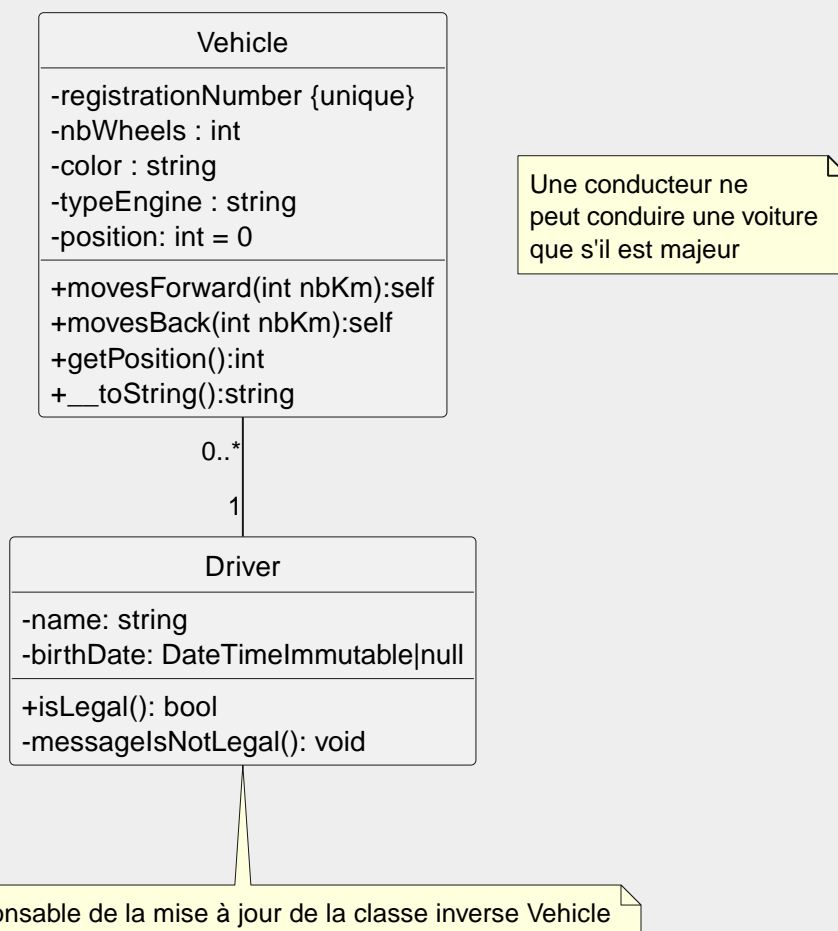 Vehicle
-registrationNumber {unique}
-nbWheels : int
-color : string
-typeEngine : string
-position: int = 0
+movesForward(int nbKm):self
+movesBack(int nbKm):self
+getPosition():int
+__toString():string
Une conducteur ne
peut conduire une voiture
que s'il est majeur
0..*
1
Driver
-name: string
-birthDate: DateTimeImmutable|null
+isLegal(): bool
-messageIsNotLegal(): void
onsable de la mise à jour de la classe inverse Vehicle